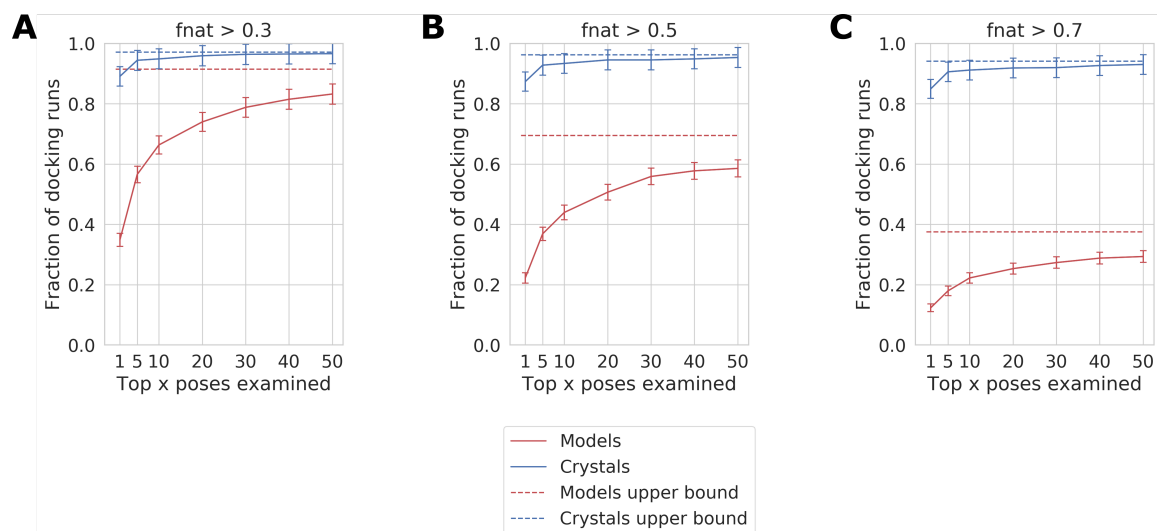 A
fnat > 0.3
Fraction of docking runs
1.0
0.8
0.6
0.4
0.2
0.0
1 5 10 20 30 40 50
Top x poses examined
B
fnat > 0.5
Fraction of docking runs
1.0
0.8
0.6
0.4
0.2
0.0
1 5 10 20 30 40 50
Top x poses examined
C
fnat > 0.7
Fraction of docking runs
1.0
0.8
0.6
0.4
0.2
0.0
1 5 10 20 30 40 50
Top x poses examined
Models
Crystals
Models upper bound
Crystals upper bound